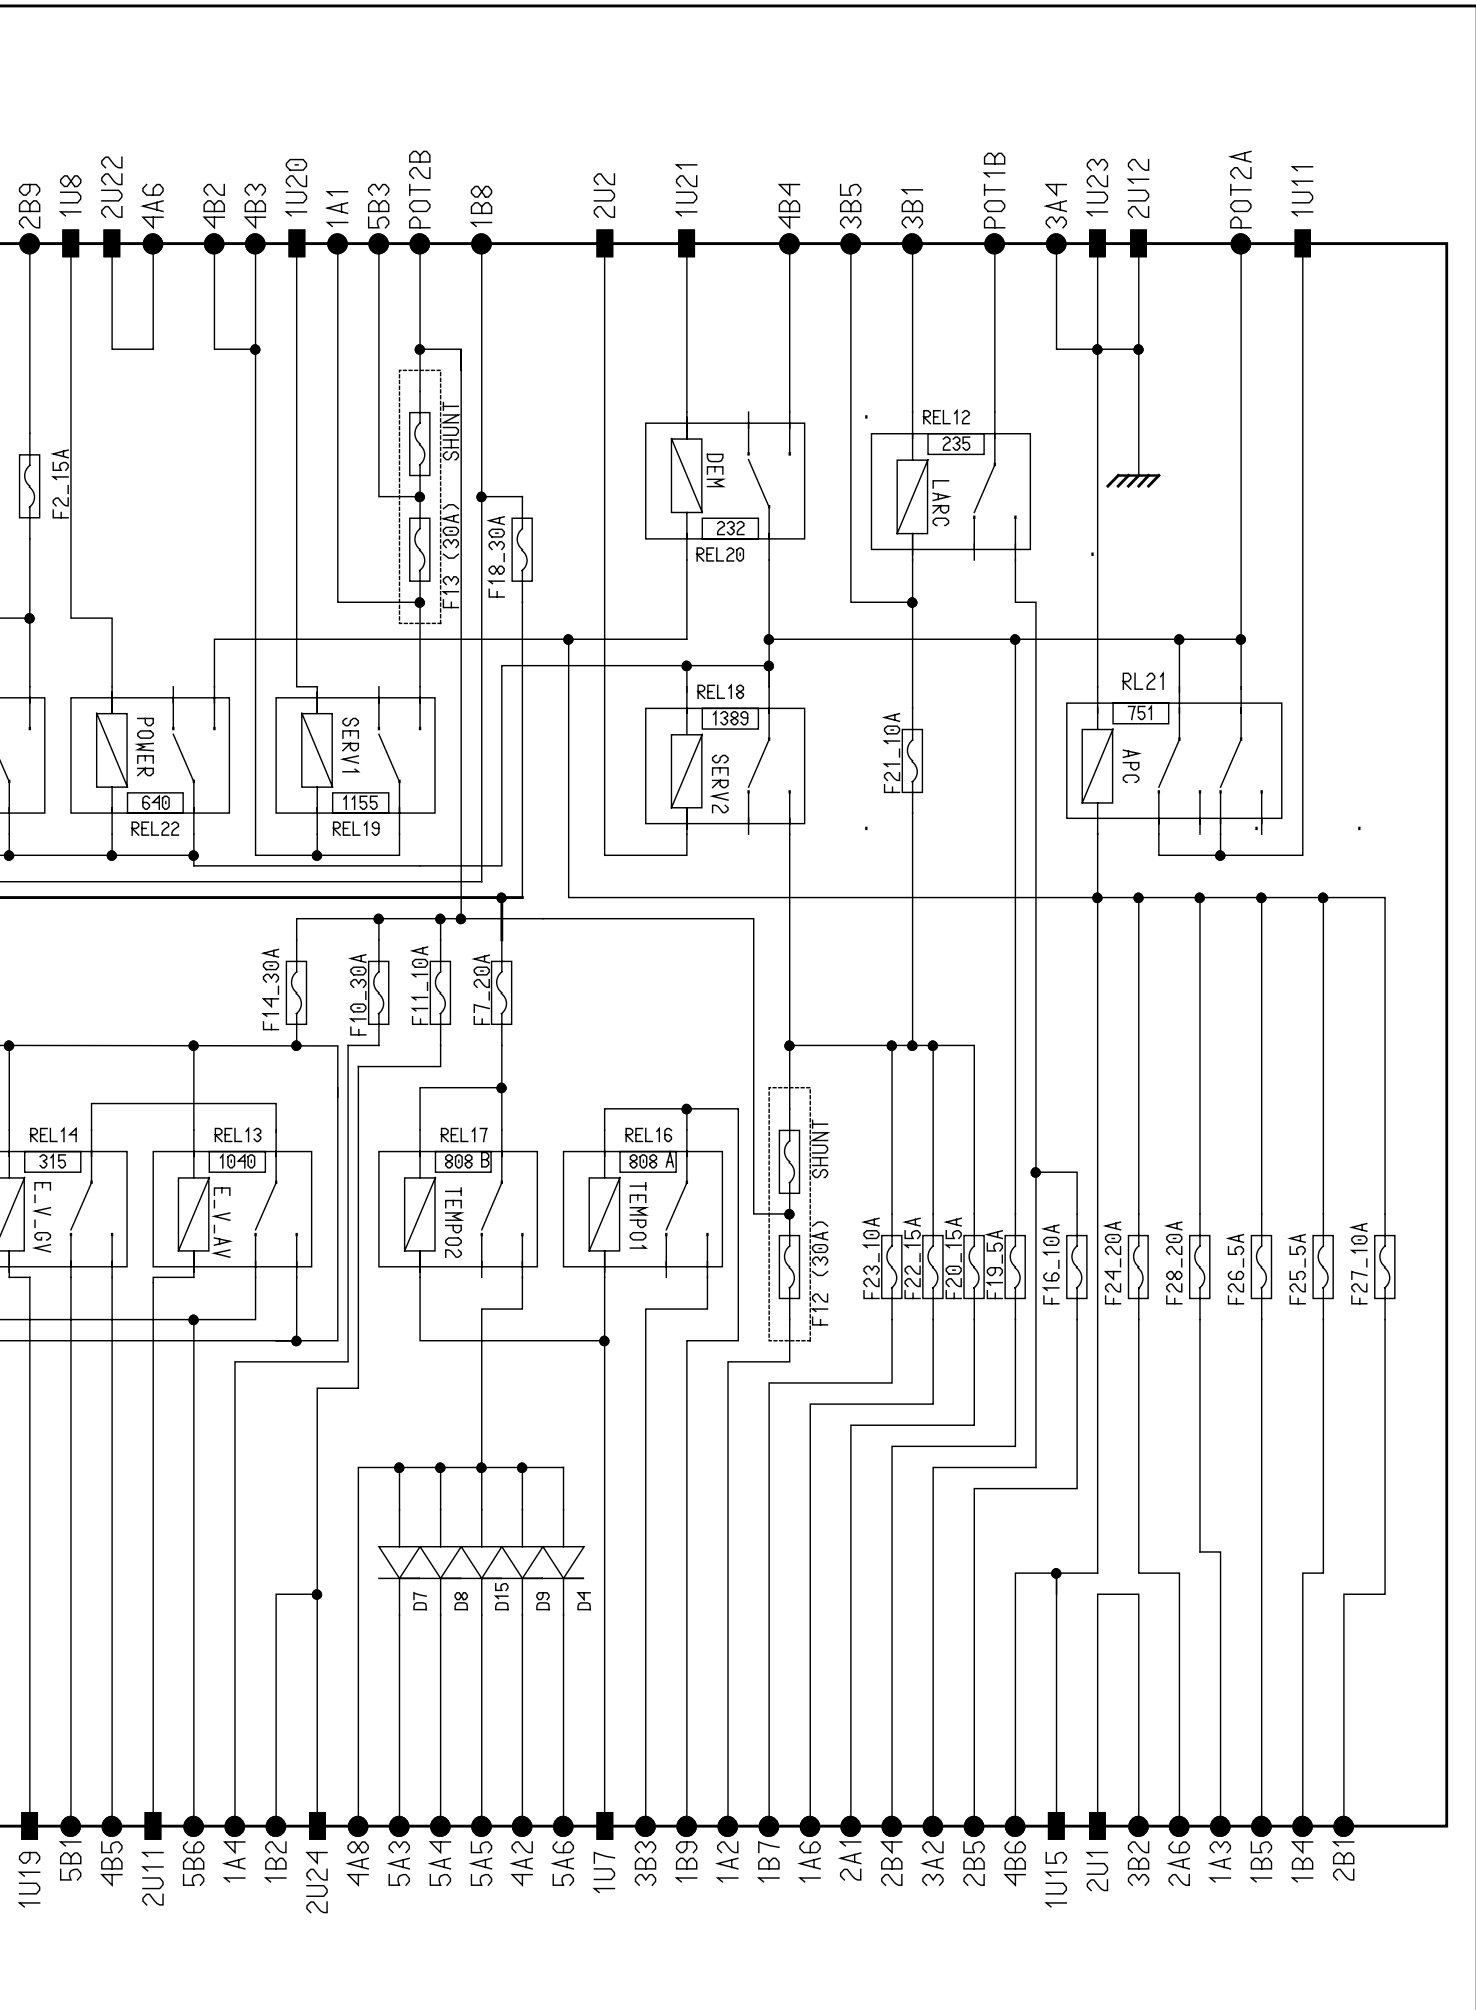 2B9
1U8
2U22
4A6
4B2
4B3
1U20
1A1
5B3
POT2B
1B8
2U2
1U21
4B4
3B5
3B1
POT1B
3A4
1U23
2U12
POT2A
1U11
F2_15A
SHUNT
F13 (30A)
F18_30A
DEM
232
REL20
REL12
235
LARC
POWER
640
REL22
SERV1
1155
REL19
REL18
1389
SERV2
F21_10A
RL21
751
APC
F14_30A
F10_30A
F11_10A
F7_20A
REL14
315
E_V_GV
REL13
1040
E_V_AV
REL17
808 B
TEMPO2
REL16
808 A
TEMPO1
SHUNT
F12 (30A)
F23_10A
F22_15A
F20_15A
F19_5A
F16_10A
F24_20A
F28_20A
F26_5A
F25_5A
F27_10A
D7
D8
D15
D9
D4
1U19
5B1
4B5
2U11
5B6
1A4
1B2
2U24
4A8
5A3
5A4
5A5
4A2
5A6
1U7
3B3
1B9
1A2
1B7
1A6
2A1
2B4
3A2
2B5
4B6
1U15
2U1
3B2
2A6
1A3
1B5
1B4
2B1